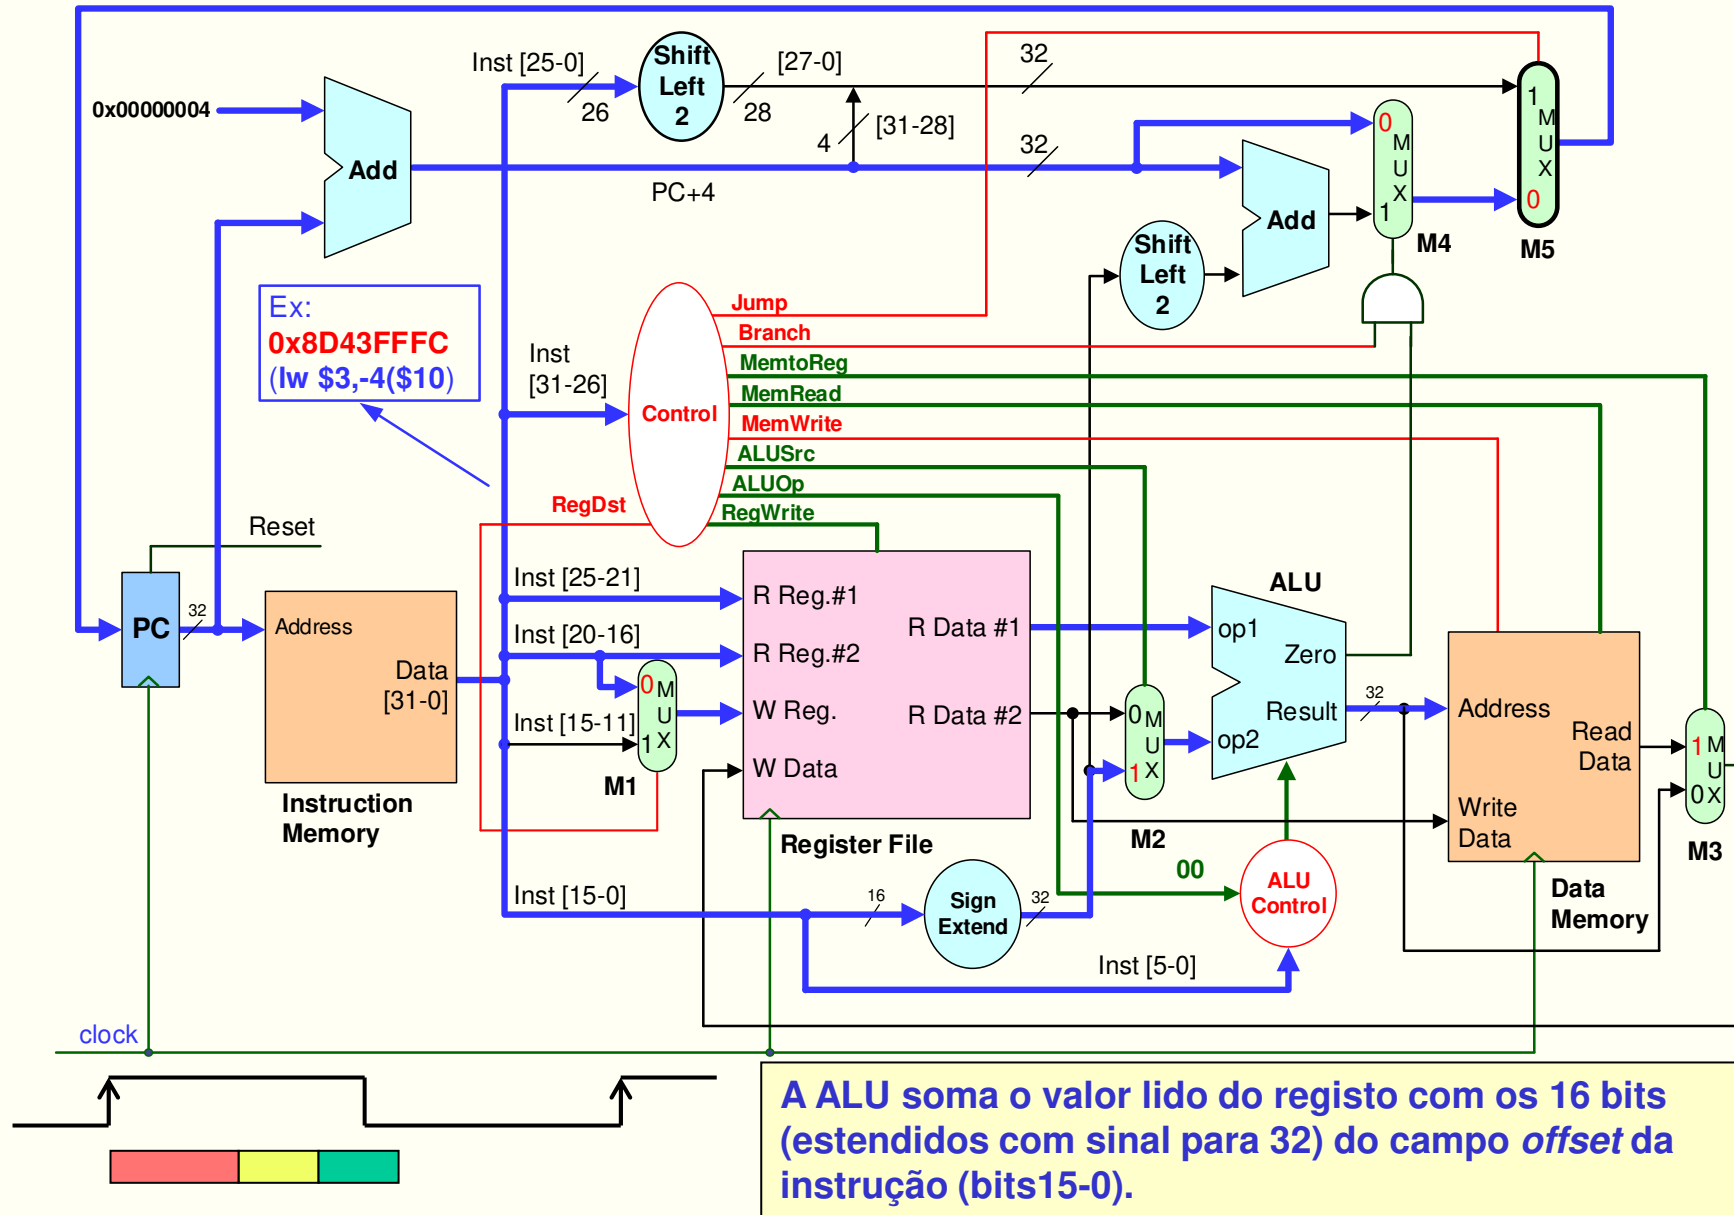 Inst [25-0]
26
Shift
Left
2
[27-0]
28
32
0x00000004
Add
4
[31-28]
32
PC+4
0
M
U
X
1
M4
1
M
U
X
0
M5
Shift
Left
2
Add
Ex:
0x8D43FFFC
(lw $3,-4($10)
Inst
[31-26]
Control
Jump
Branch
MemtoReg
MemRead
MemWrite
ALUSrc
ALUOp
RegWrite
RegDst
Reset
PC
32
Address
Data
[31-0]
Instruction
Memory
Inst [25-21]
Inst [20-16]
Inst [15-11]
0
M
U
X
1
M1
R Reg.#1
R Reg.#2
W Reg.
W Data
R Data #1
R Data #2
Register File
0
M
U
X
1
M2
ALU
op1
op2
Zero
Result
32
Address
Read
Data
Write
Data
Data
Memory
1
M
U
X
0
M3
Inst [15-0]
16
Sign
Extend
32
00
ALU
Control
Inst [5-0]
clock
A ALU soma o valor lido do registo com os 16 bits
(estendidos com sinal para 32) do campo offset da
instrução (bits15-0).